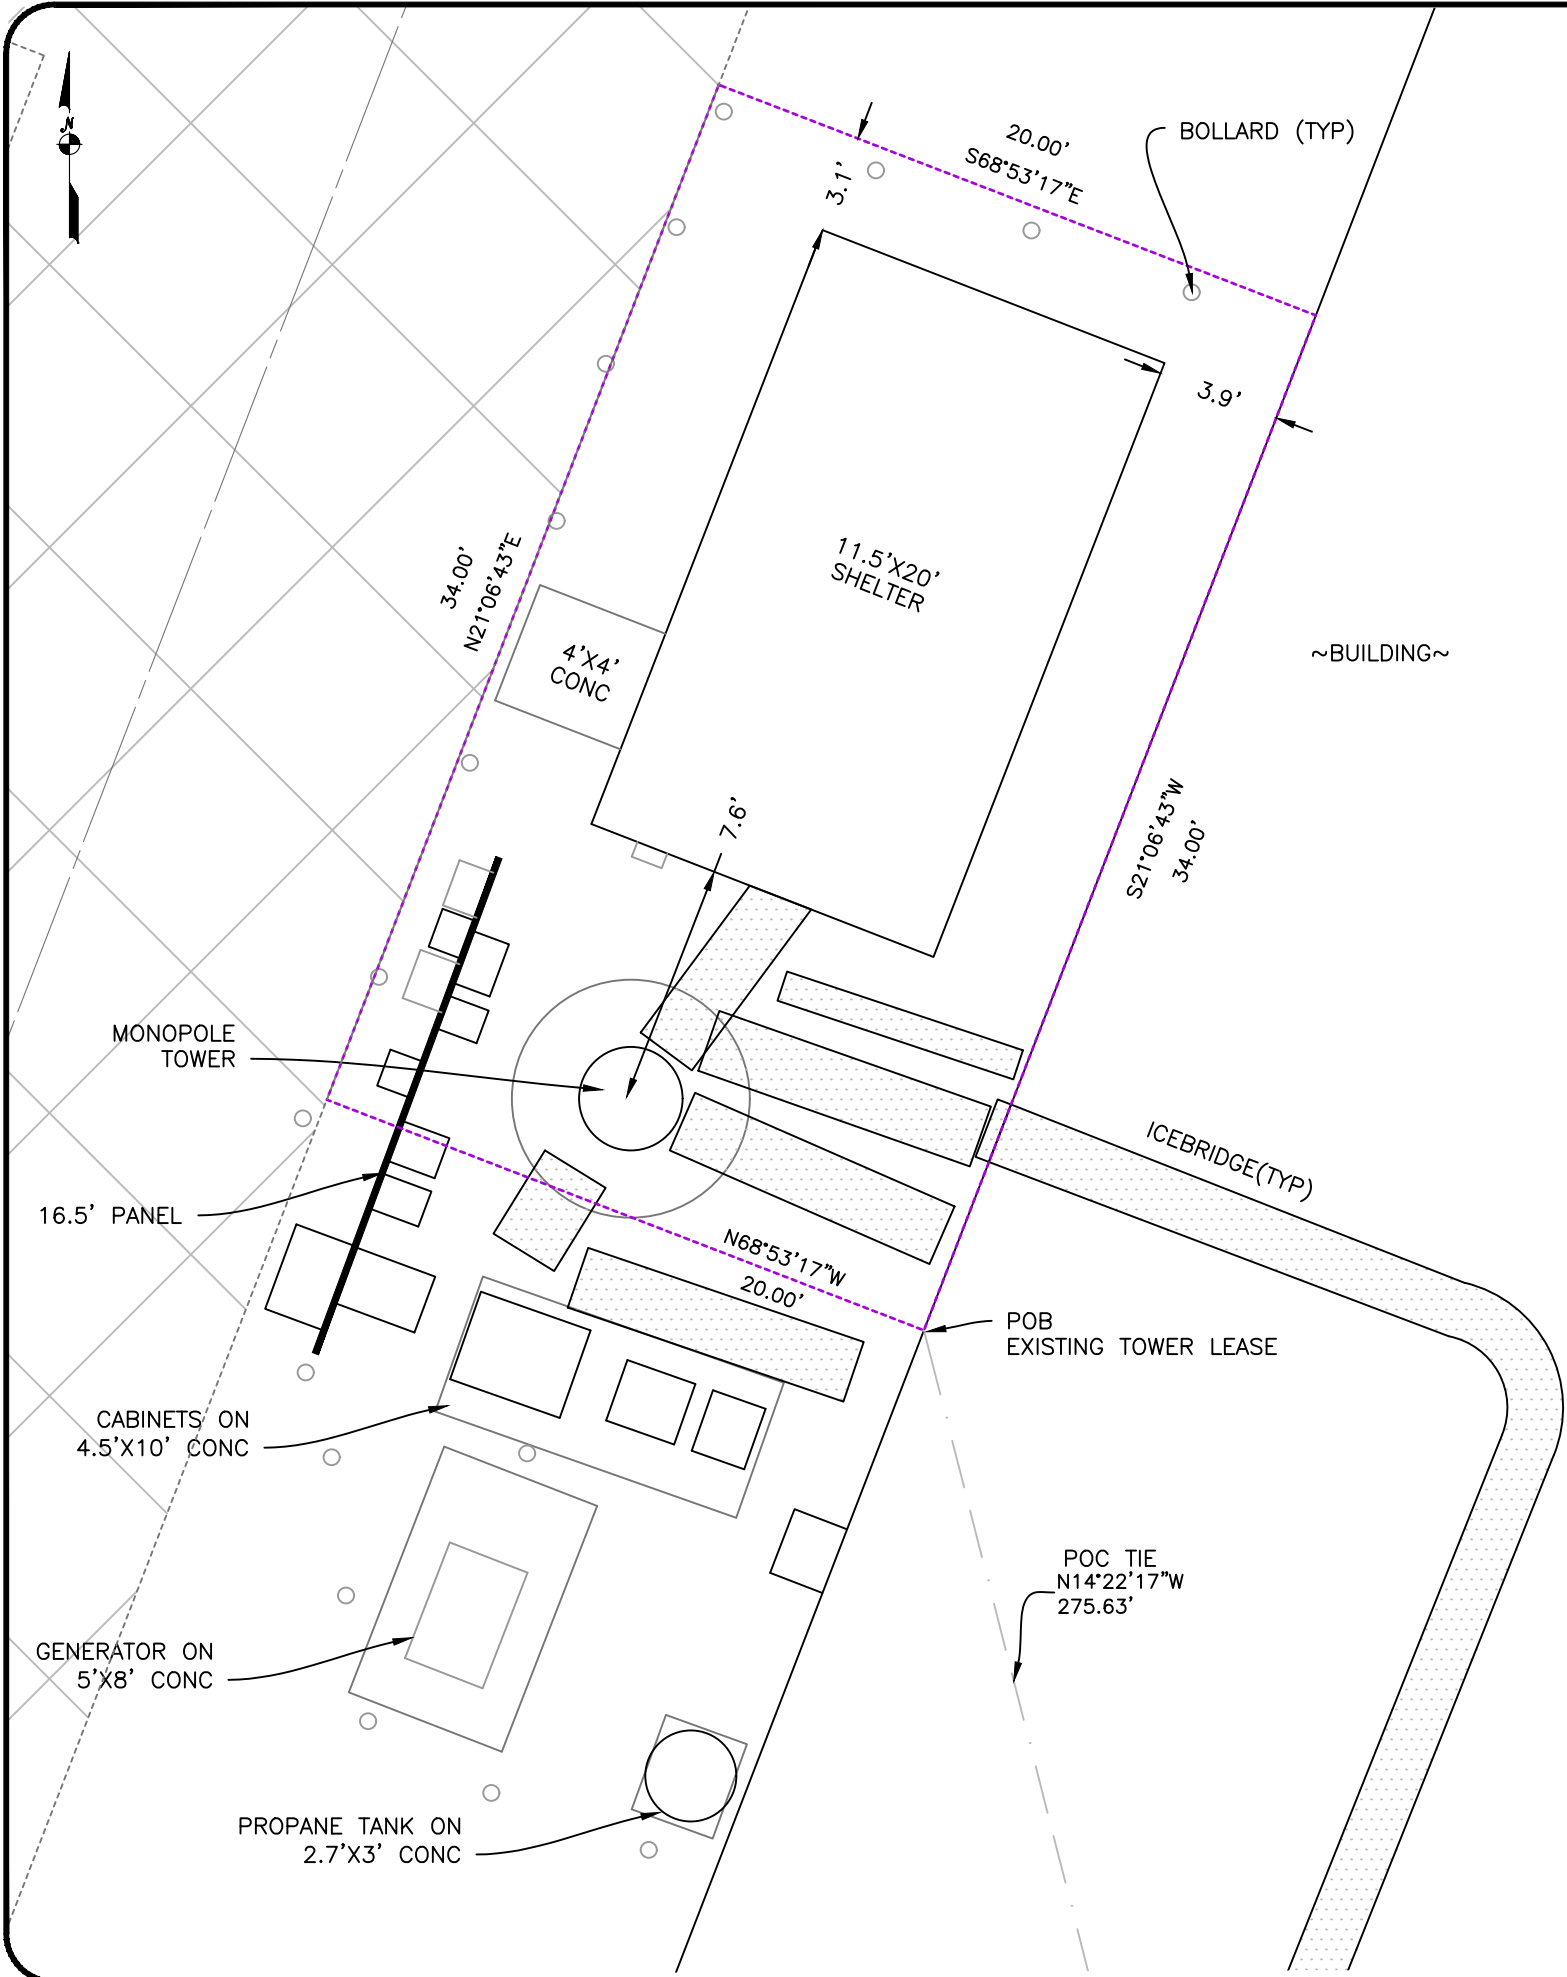 N
20.00'
S68°53'17"E
BOLLARD (TYP)
3.1'
3.9'
34.00'
N21°06'43"E
11.5'X20'
SHELTER
4'X4'
CONC
~BUILDING~
7.6'
S21°06'43"W
34.00'
MONOPOLE
TOWER
ICEBRIDGE(TYP)
16.5' PANEL
N68°53'17"W
20.00'
POB
EXISTING TOWER LEASE
CABINETS ON
4.5'X10' CONC
POC TIE
N14°22'17"W
275.63'
GENERATOR ON
5'X8' CONC
PROPANE TANK ON
2.7'X3' CONC